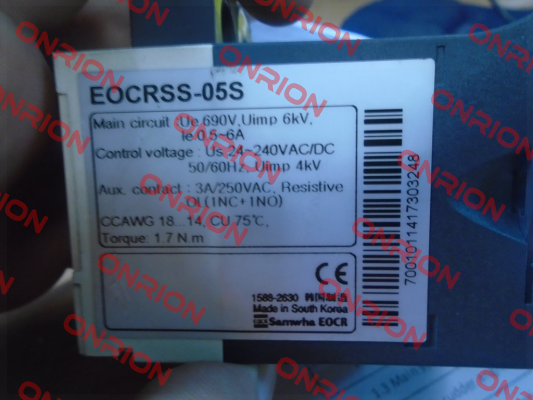 EOCRSS-05S
Main circuit : Ue 690V, Uimp 6kV,
Ie 0.5~6A
Control voltage : Us 24~240VAC/DC
50/60Hz, Uimp 4kV
Aux. contact : 3A/250VAC, Resistive
OL(1NC+1NO)
CCAWG 18...14, CU 75℃,
Torque: 1.7 N.m
CE
1588-2630
Made in South Korea
EOCR Samwha EOCR
7001011417303248
ONRION
ONRION
ONRION
ONRION
ONRION
ONRION
ONRION
ONRION
ONRION
ONRION